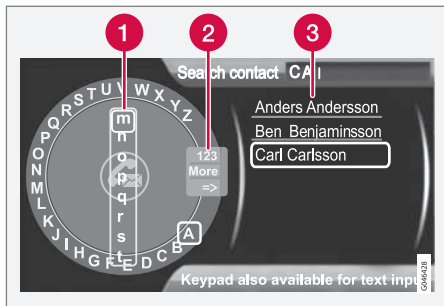 1 2 3
Search contact CA|
A B C D E F G H I J K L M N O P Q R S T U V W X Y Z
m
n
o
p
q
r
s
t
123
More
=>
Anders Andersson
Ben Benjaminsson
Carl Carlsson
Keypad also available for text inpu
G046428